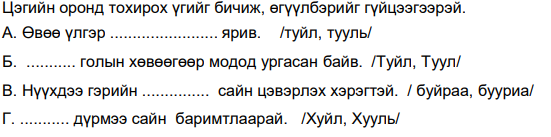 Цэгийн оронд тохирох үгийг бичиж, өгүүлбэрийг гүйцээгээрэй.
А. Өвөө үлгэр ........................ ярив. /туйл, тууль/
Б. ........... голын хөвөөгөөр модод ургасан байв. /Туйл, Туул/
В. Нүүхдээ гэрийн ............... сайн цэвэрлэх хэрэгтэй. / буйраа, бууриа/
Г. ........... дүрмээ сайн баримтлаарай. /Хуйл, Хууль/